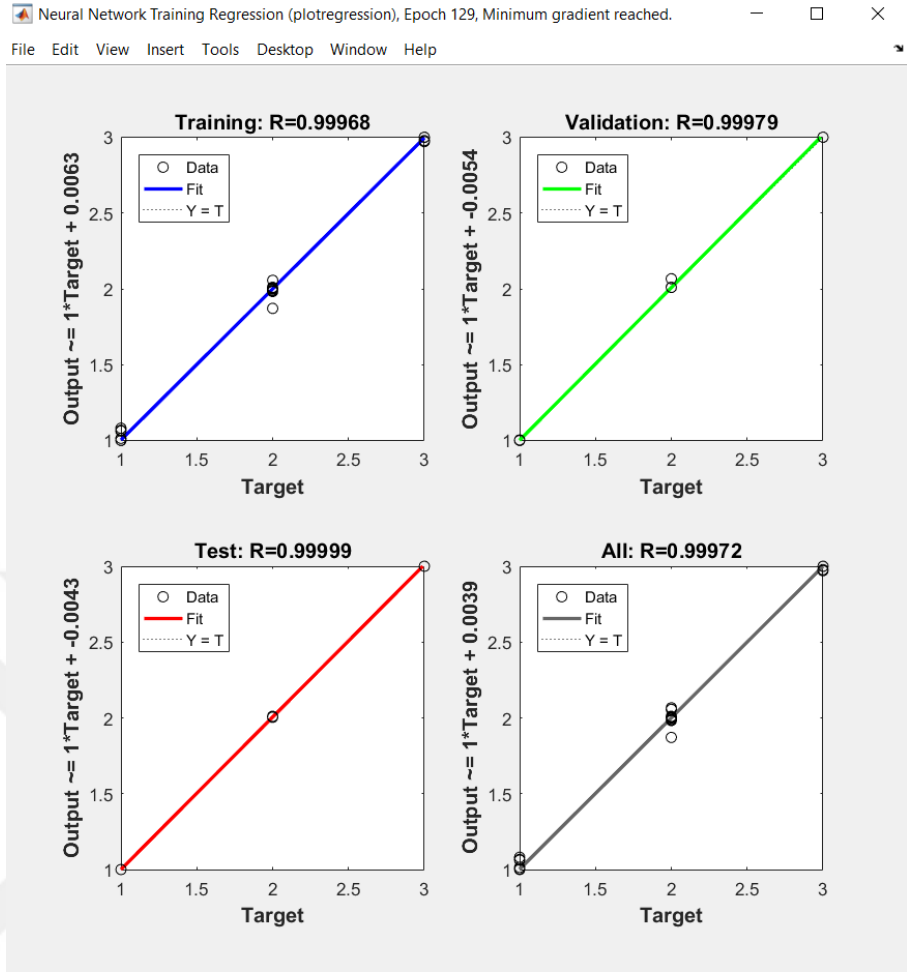 Neural Network Training Regression (plotregression), Epoch 129, Minimum gradient reached.
File Edit View Insert Tools Desktop Window Help
Training: R=0.99968
Output ~= 1*Target + 0.0063
3
2.5
2
1.5
1
Data
Fit
Y = T
1 1.5 2 2.5 3
Target
Validation: R=0.99979
Output ~= 1*Target + -0.0054
3
2.5
2
1.5
1
Data
Fit
Y = T
1 1.5 2 2.5 3
Target
Test: R=0.99999
Output ~= 1*Target + -0.0043
3
2.5
2
1.5
1
Data
Fit
Y = T
1 1.5 2 2.5 3
Target
All: R=0.99972
Output ~= 1*Target + 0.0039
3
2.5
2
1.5
1
Data
Fit
Y = T
1 1.5 2 2.5 3
Target